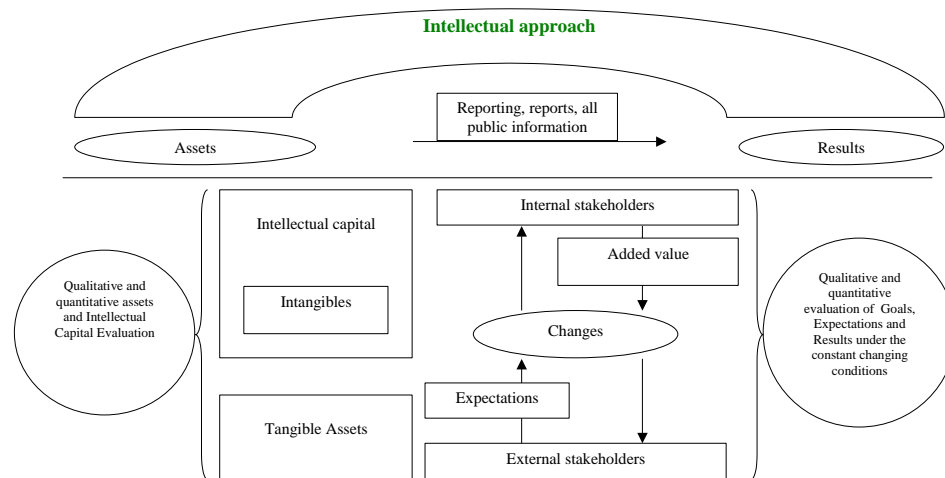 Intellectual approach
Reporting, reports, all
public information
Assets
Results
Internal stakeholders
Intellectual capital
Added value
Qualitative and
quantitative assets
and Intellectual
Capital Evaluation
Intangibles
Changes
Qualitative and
quantitative
evaluation of Goals,
Expectations and
Results under the
constant changing
conditions
Expectations
Tangible Assets
External stakeholders